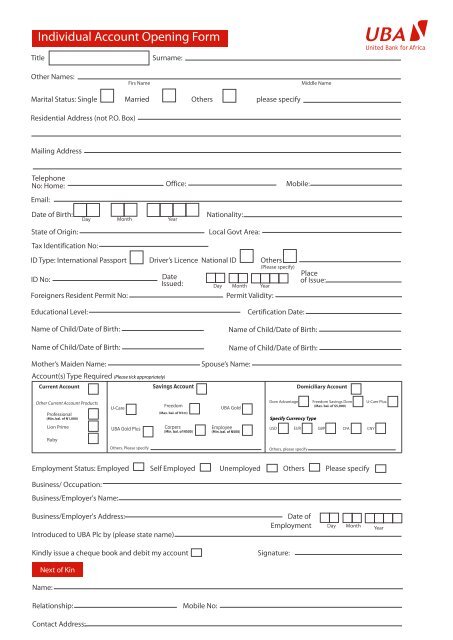 Individual Account Opening Form
UBA
United Bank for Africa
Title Surname:
Other Names:
Firs Name Middle Name
Marital Status: Single Married Others please specify
Residential Address (not P.O. Box)
Mailing Address
Telephone
No: Home: Office: Mobile:
Email:
Date of Birth: Nationality:
Day Month Year
State of Origin: Local Govt Area:
Tax Identification No:
ID Type: International Passport Driver's Licence National ID Others
(Please specify)
ID No: Date Issued: Place of Issue:
Day Month Year
Foreigners Resident Permit No: Permit Validity:
Educational Level: Certification Date:
Name of Child/Date of Birth: Name of Child/Date of Birth:
Name of Child/Date of Birth: Name of Child/Date of Birth:
Mother's Maiden Name: Spouse's Name:
Account(s) Type Required (Please tick appropriately)
Current Account
Other Current Account Products
Professional
(Min. bal. of N1,000)
Lion Prime
Ruby
Savings Account
U-Care Freedom UBA Gold
UBA Gold Plus Corpers Employee
(Min. bal. of N500) (Min. bal. of N500)
Others, Please specify
Domiciliary Account
Dom Advantage Freedom Savings Dom U-Care Plus
Specify Currency Type
USD EUR GBP CFA CNY
Others, please specify
Employment Status: Employed Self Employed Unemployed Others Please specify
Business/ Occupation:
Business/Employer's Name:
Business/Employer's Address: Date of
Employment Day Month Year
Introduced to UBA Plc by (please state name)
Kindly issue a cheque book and debit my account Signature:
Next of Kin
Name:
Relationship: Mobile No:
Contact Address: